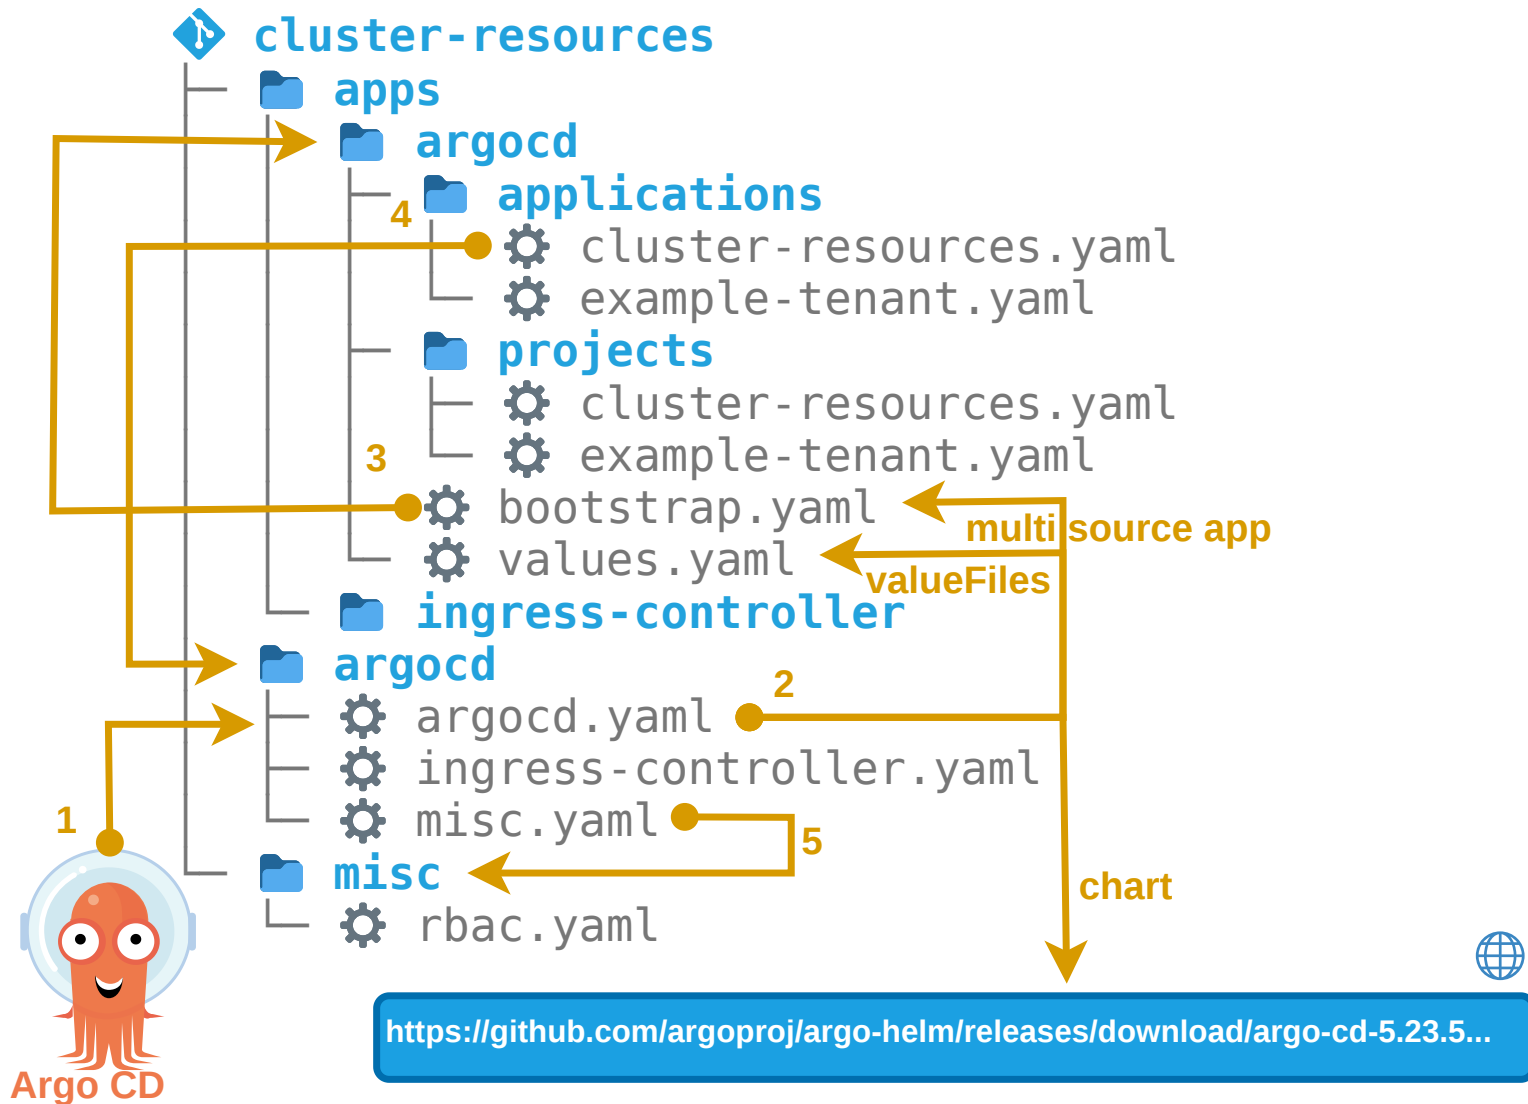 cluster-resources
apps
argocd
applications
4
cluster-resources.yaml
example-tenant.yaml
projects
cluster-resources.yaml
3
example-tenant.yaml
bootstrap.yaml
multi source app
values.yaml
valueFiles
ingress-controller
argocd
2
argocd.yaml
ingress-controller.yaml
1
misc.yaml
5
misc
chart
rbac.yaml
https://github.com/argoproj/argo-helm/releases/download/argo-cd-5.23.5...
Argo CD